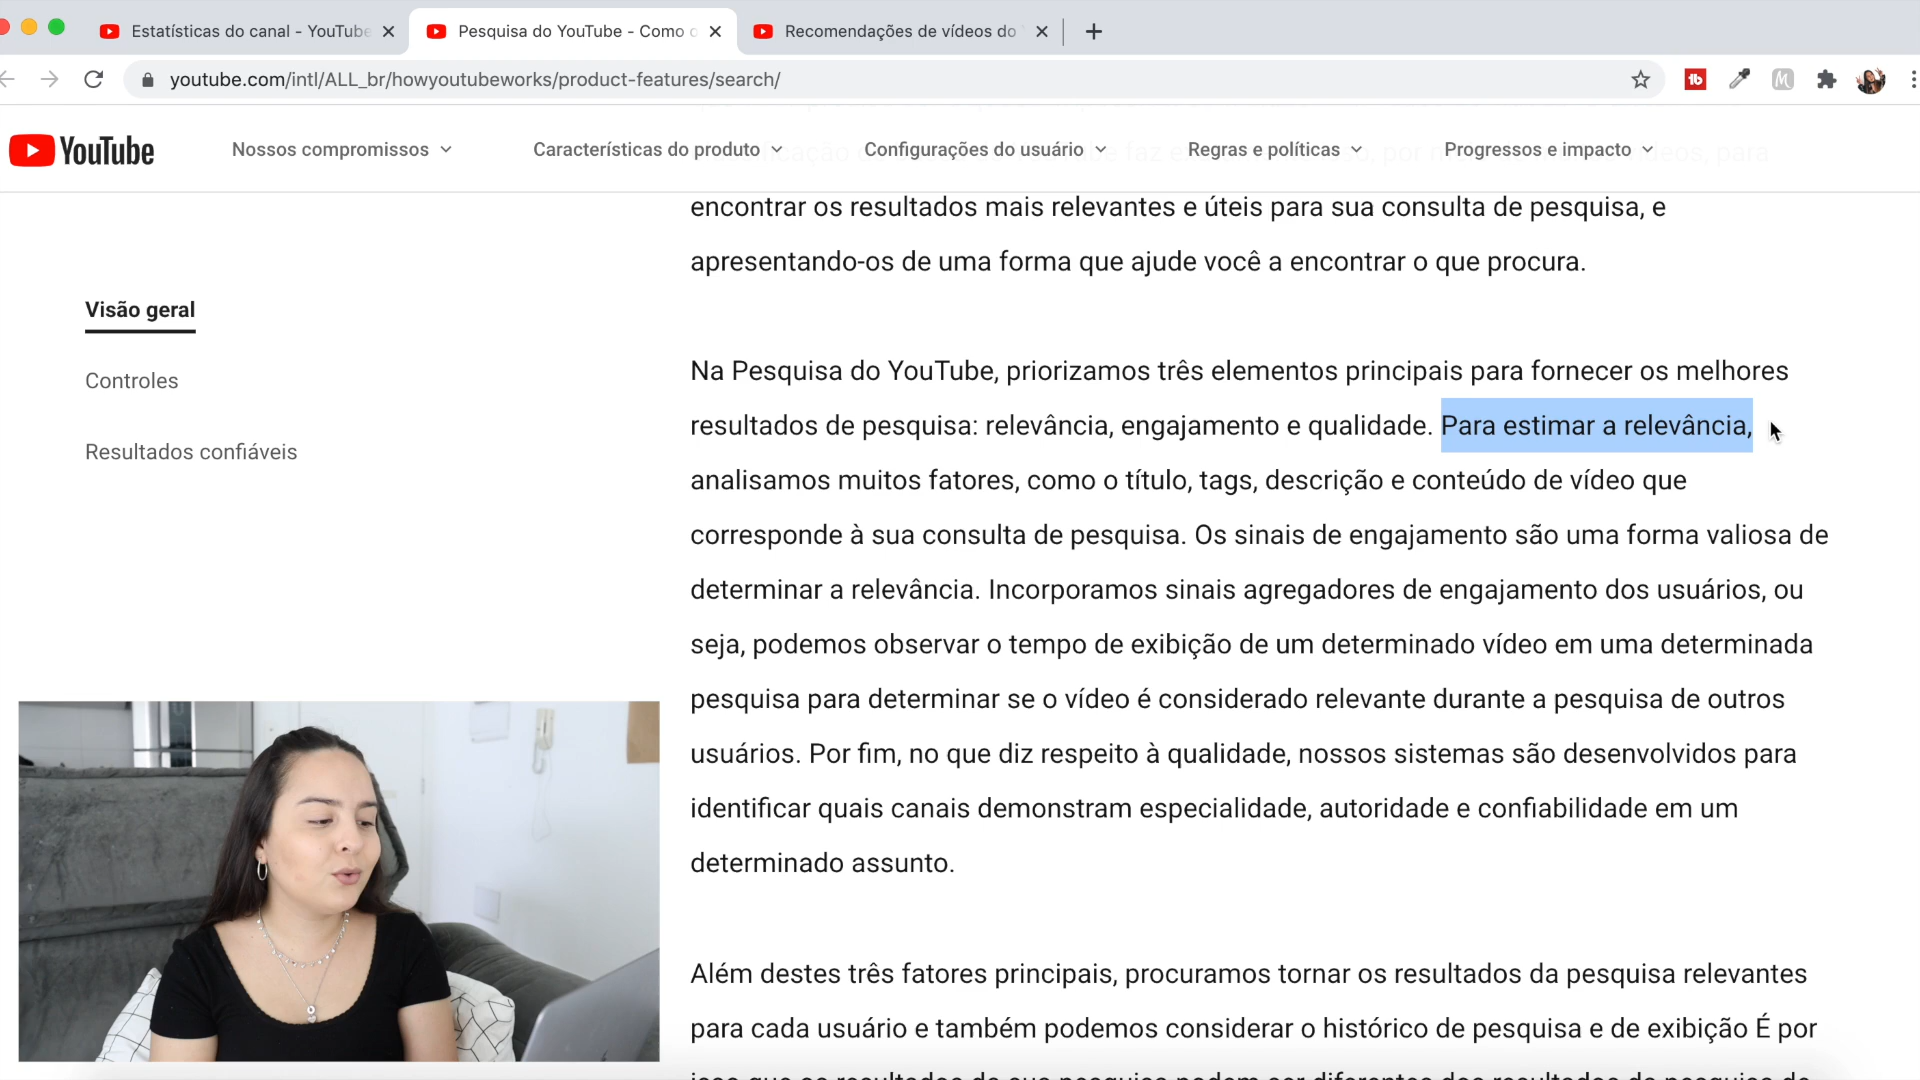 Estatísticas do canal - YouTube
Pesquisa do YouTube - Como
Recomendações de vídeos do
youtube.com/intl/ALL_br/howyoutubeworks/product-features/search/
YouTube
Nossos compromissos
Características do produto
Configurações do usuário
Regras e políticas
Progressos e impacto
Visão geral
Controles
Resultados confiáveis
encontrar os resultados mais relevantes e úteis para sua consulta de pesquisa, e
apresentando-os de uma forma que ajude você a encontrar o que procura.
Na Pesquisa do YouTube, priorizamos três elementos principais para fornecer os melhores
resultados de pesquisa: relevância, engajamento e qualidade. Para estimar a relevância,
analisamos muitos fatores, como o título, tags, descrição e conteúdo de vídeo que
corresponde à sua consulta de pesquisa. Os sinais de engajamento são uma forma valiosa de
determinar a relevância. Incorporamos sinais agregadores de engajamento dos usuários, ou
seja, podemos observar o tempo de exibição de um determinado vídeo em uma determinada
pesquisa para determinar se o vídeo é considerado relevante durante a pesquisa de outros
usuários. Por fim, no que diz respeito à qualidade, nossos sistemas são desenvolvidos para
identificar quais canais demonstram especialidade, autoridade e confiabilidade em um
determinado assunto.
Além destes três fatores principais, procuramos tornar os resultados da pesquisa relevantes
para cada usuário e também podemos considerar o histórico de pesquisa e de exibição É por